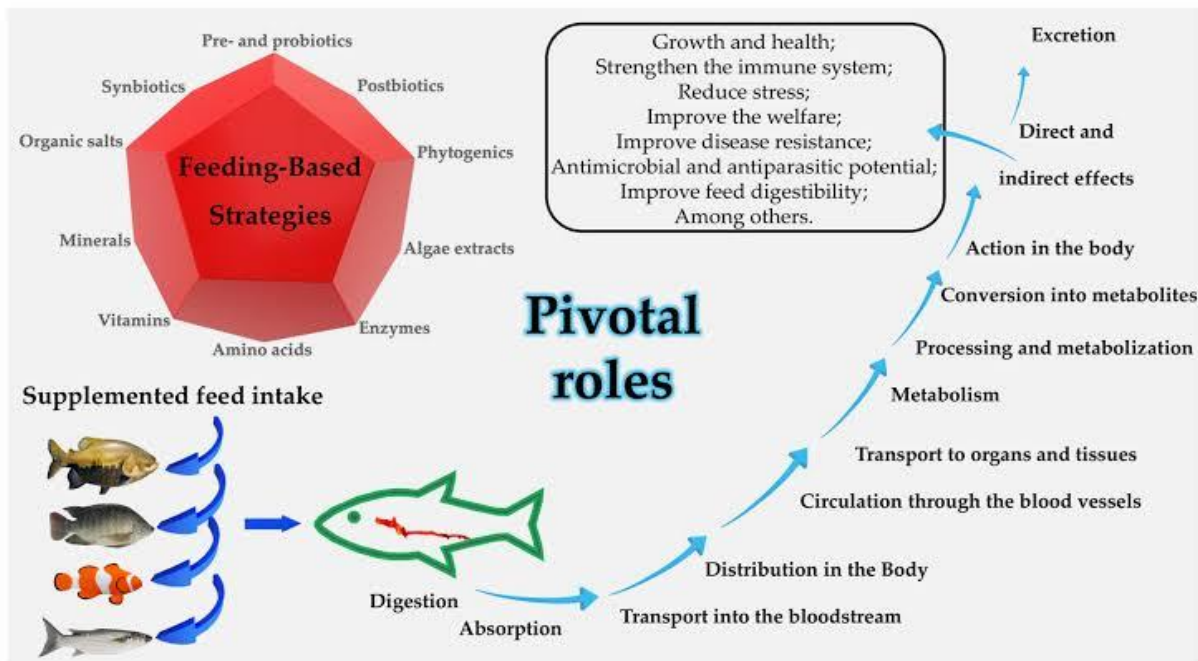 Pre- and probiotics
Synbiotics
Postbiotics
Organic salts
Phytogenics
Feeding-Based
Strategies
Minerals
Algae extracts
Vitamins
Enzymes
Amino acids
Growth and health;
Strengthen the immune system;
Reduce stress;
Improve the welfare;
Improve disease resistance;
Antimicrobial and antiparasitic potential;
Improve feed digestibility;
Among others.
Excretion
Direct and
indirect effects
Action in the body
Conversion into metabolites
Processing and metabolization
Metabolism
Transport to organs and tissues
Circulation through the blood vessels
Distribution in the Body
Transport into the bloodstream
Absorption
Digestion
Pivotal
roles
Supplemented feed intake